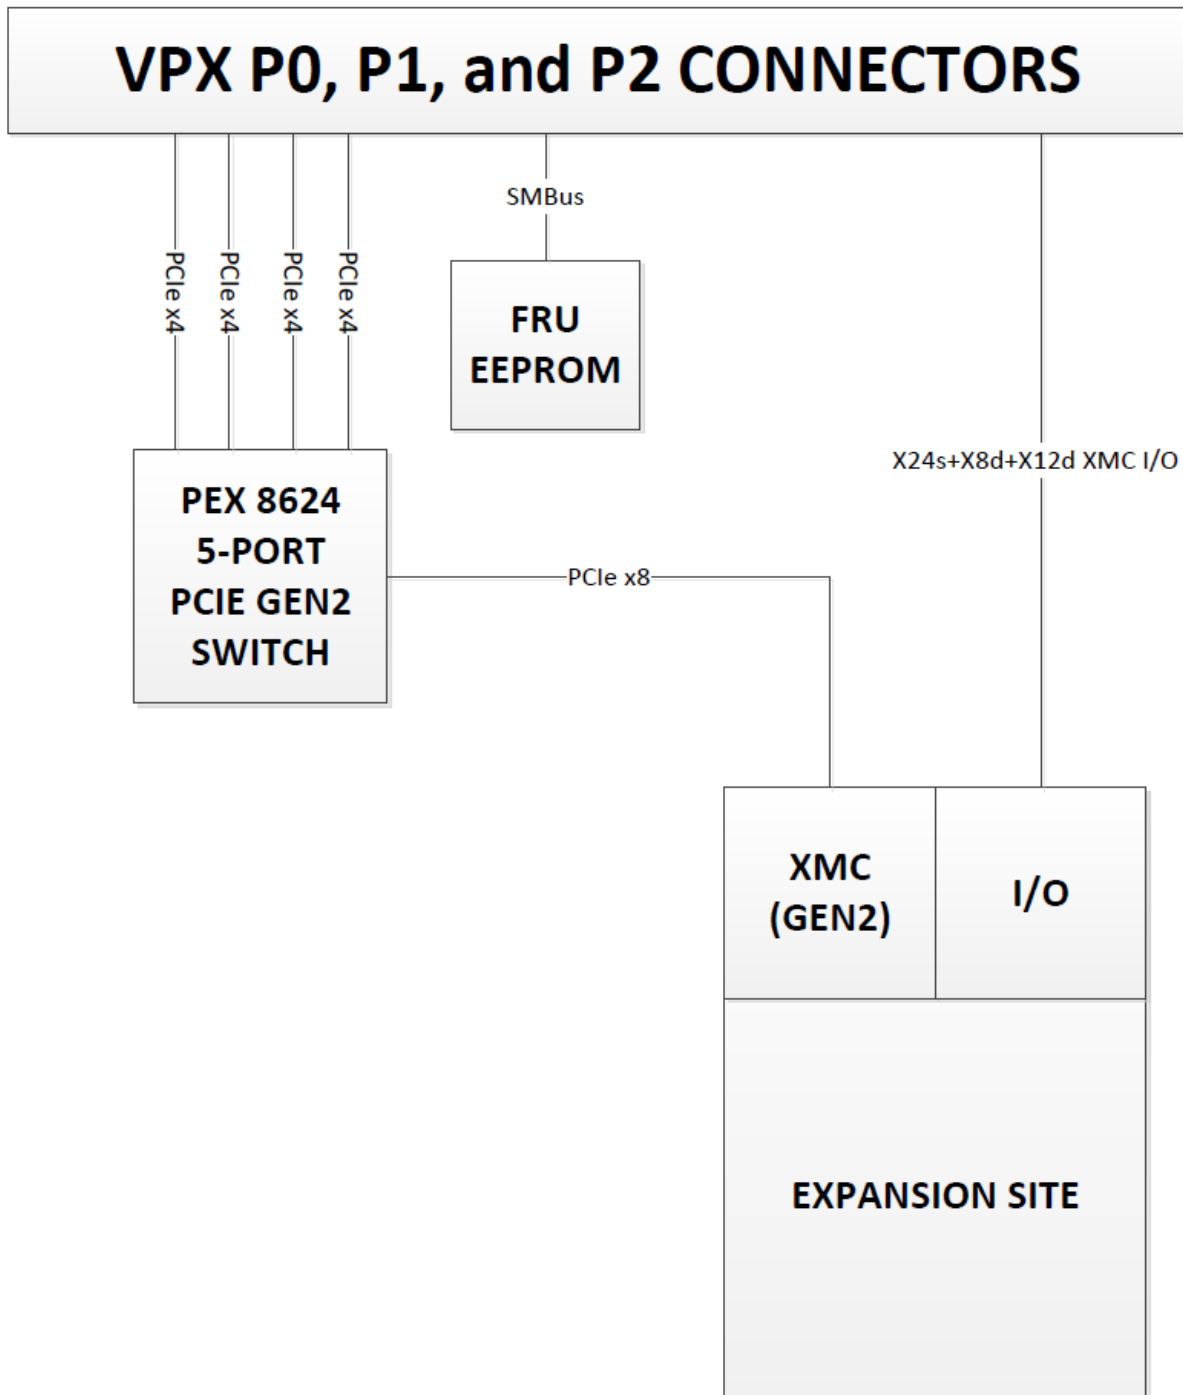 VPX P0, P1, and P2 CONNECTORS
SMBus
PCIe x4
PCIe x4
PCIe x4
PCIe x4
FRU
EEPROM
X24s+X8d+X12d XMC I/O
PEX 8624
5-PORT
PCIE GEN2
SWITCH
PCIe x8
XMC
(GEN2)
I/O
EXPANSION SITE